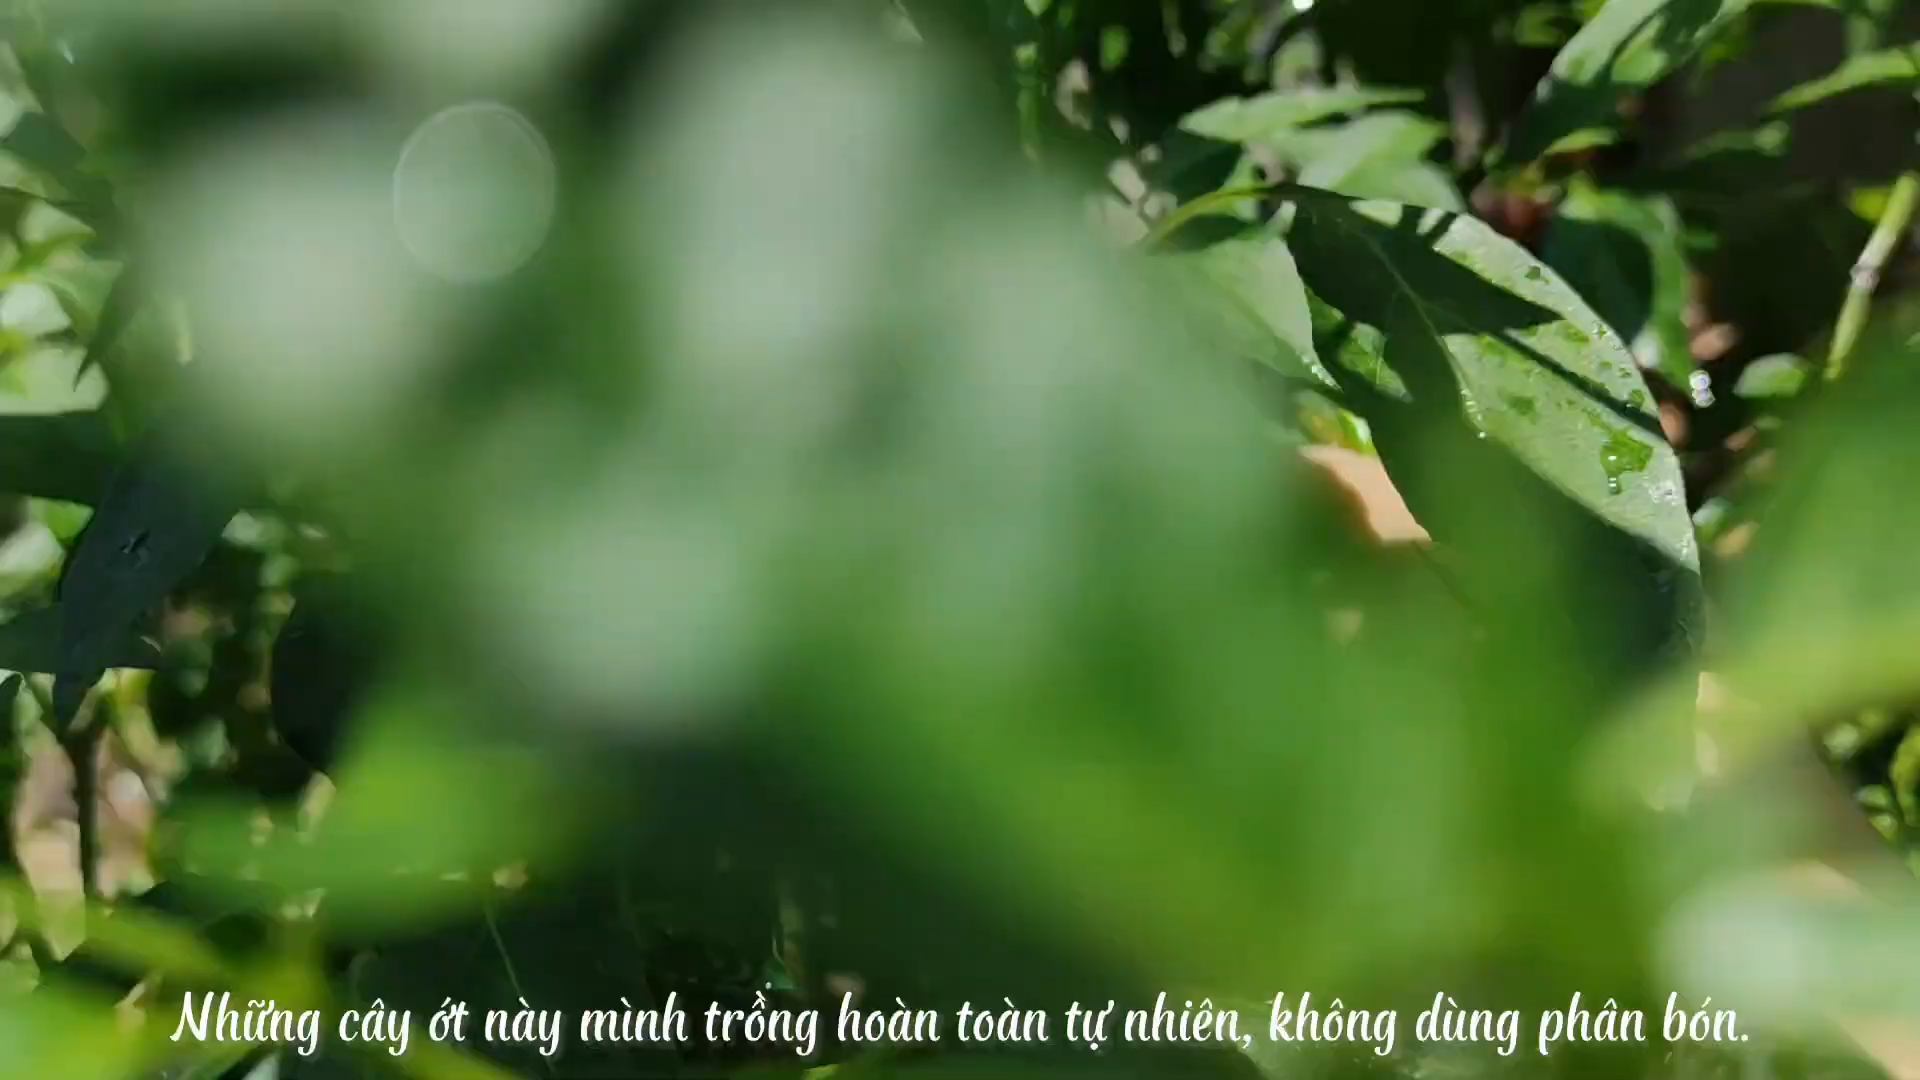 Những cây ớt này mình trồng hoàn toàn tự nhiên, không dùng phân bón.